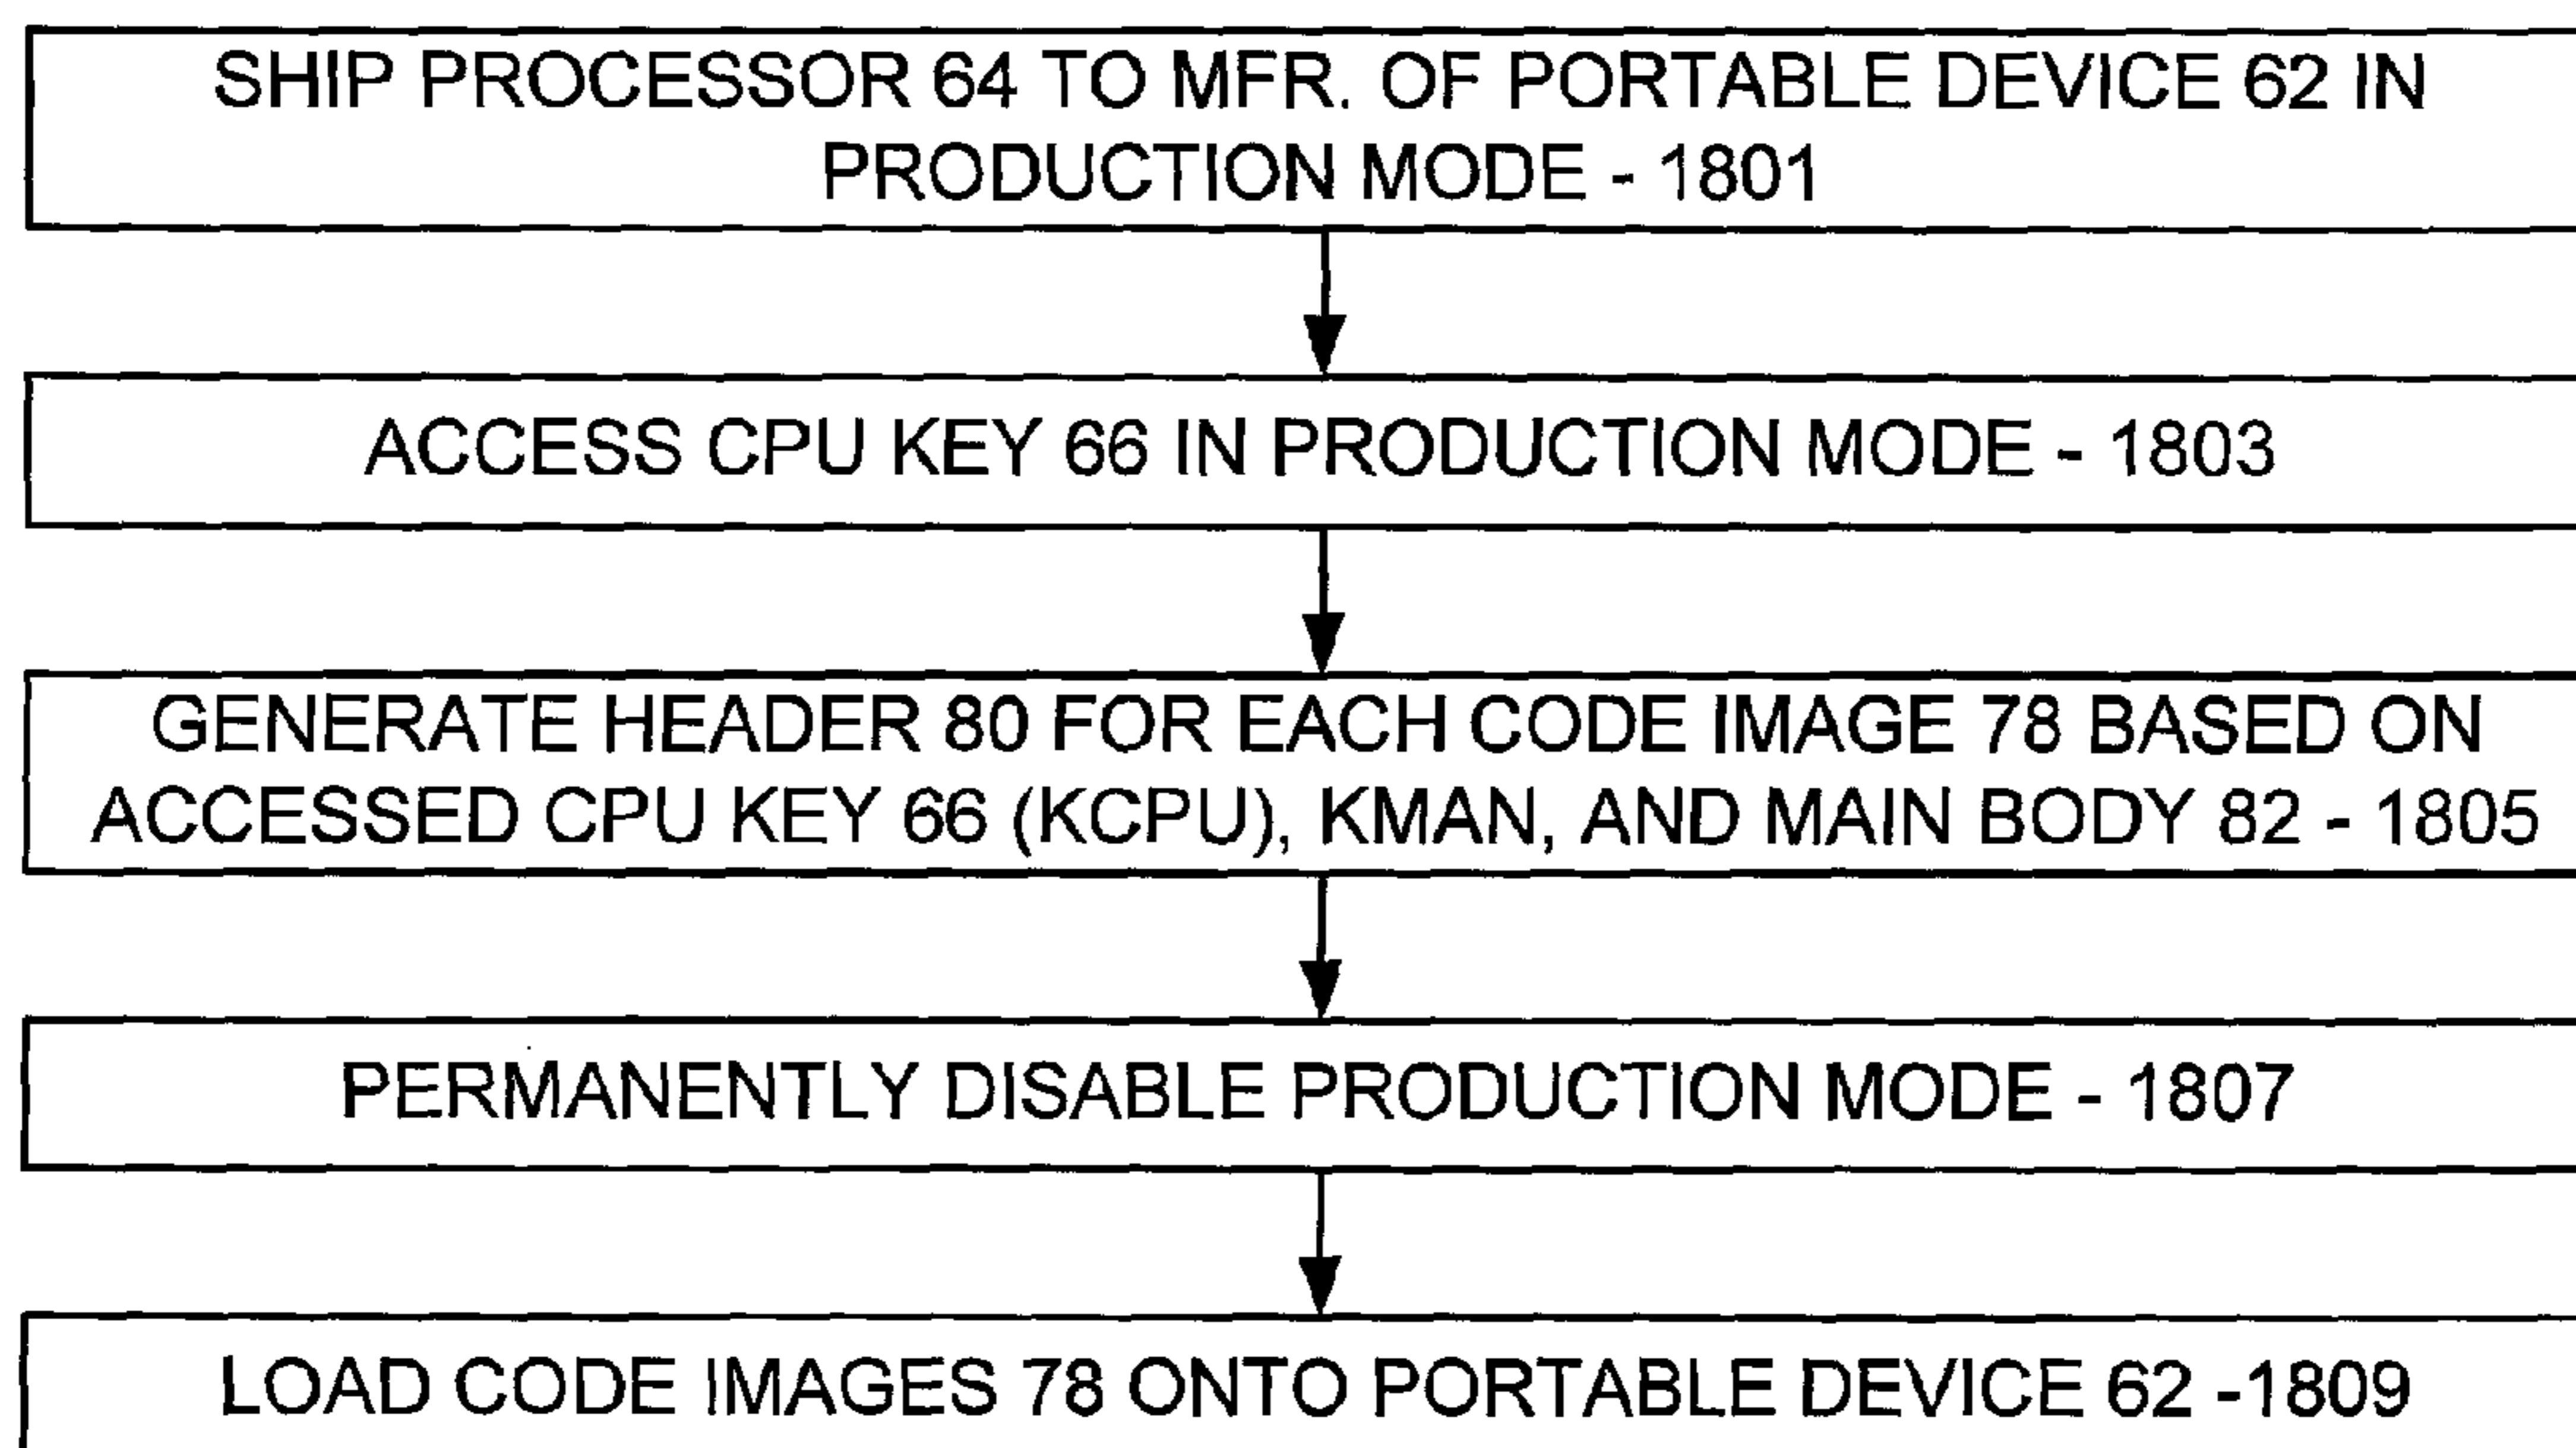 SHIP PROCESSOR 64 TO MFR. OF PORTABLE DEVICE 62 IN
PRODUCTION MODE - 1801
ACCESS CPU KEY 66 IN PRODUCTION MODE - 1803
GENERATE HEADER 80 FOR EACH CODE IMAGE 78 BASED ON
ACCESSED CPU KEY 66 (KCPU), KMAN, AND MAIN BODY 82 - 1805
PERMANENTLY DISABLE PRODUCTION MODE - 1807
LOAD CODE IMAGES 78 ONTO PORTABLE DEVICE 62 -1809